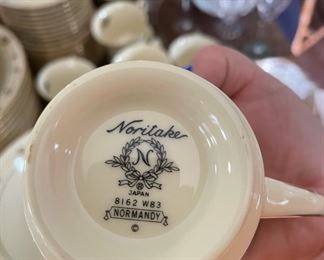 Noritake
N
®
JAPAN
8162 W83
NORMANDY
©